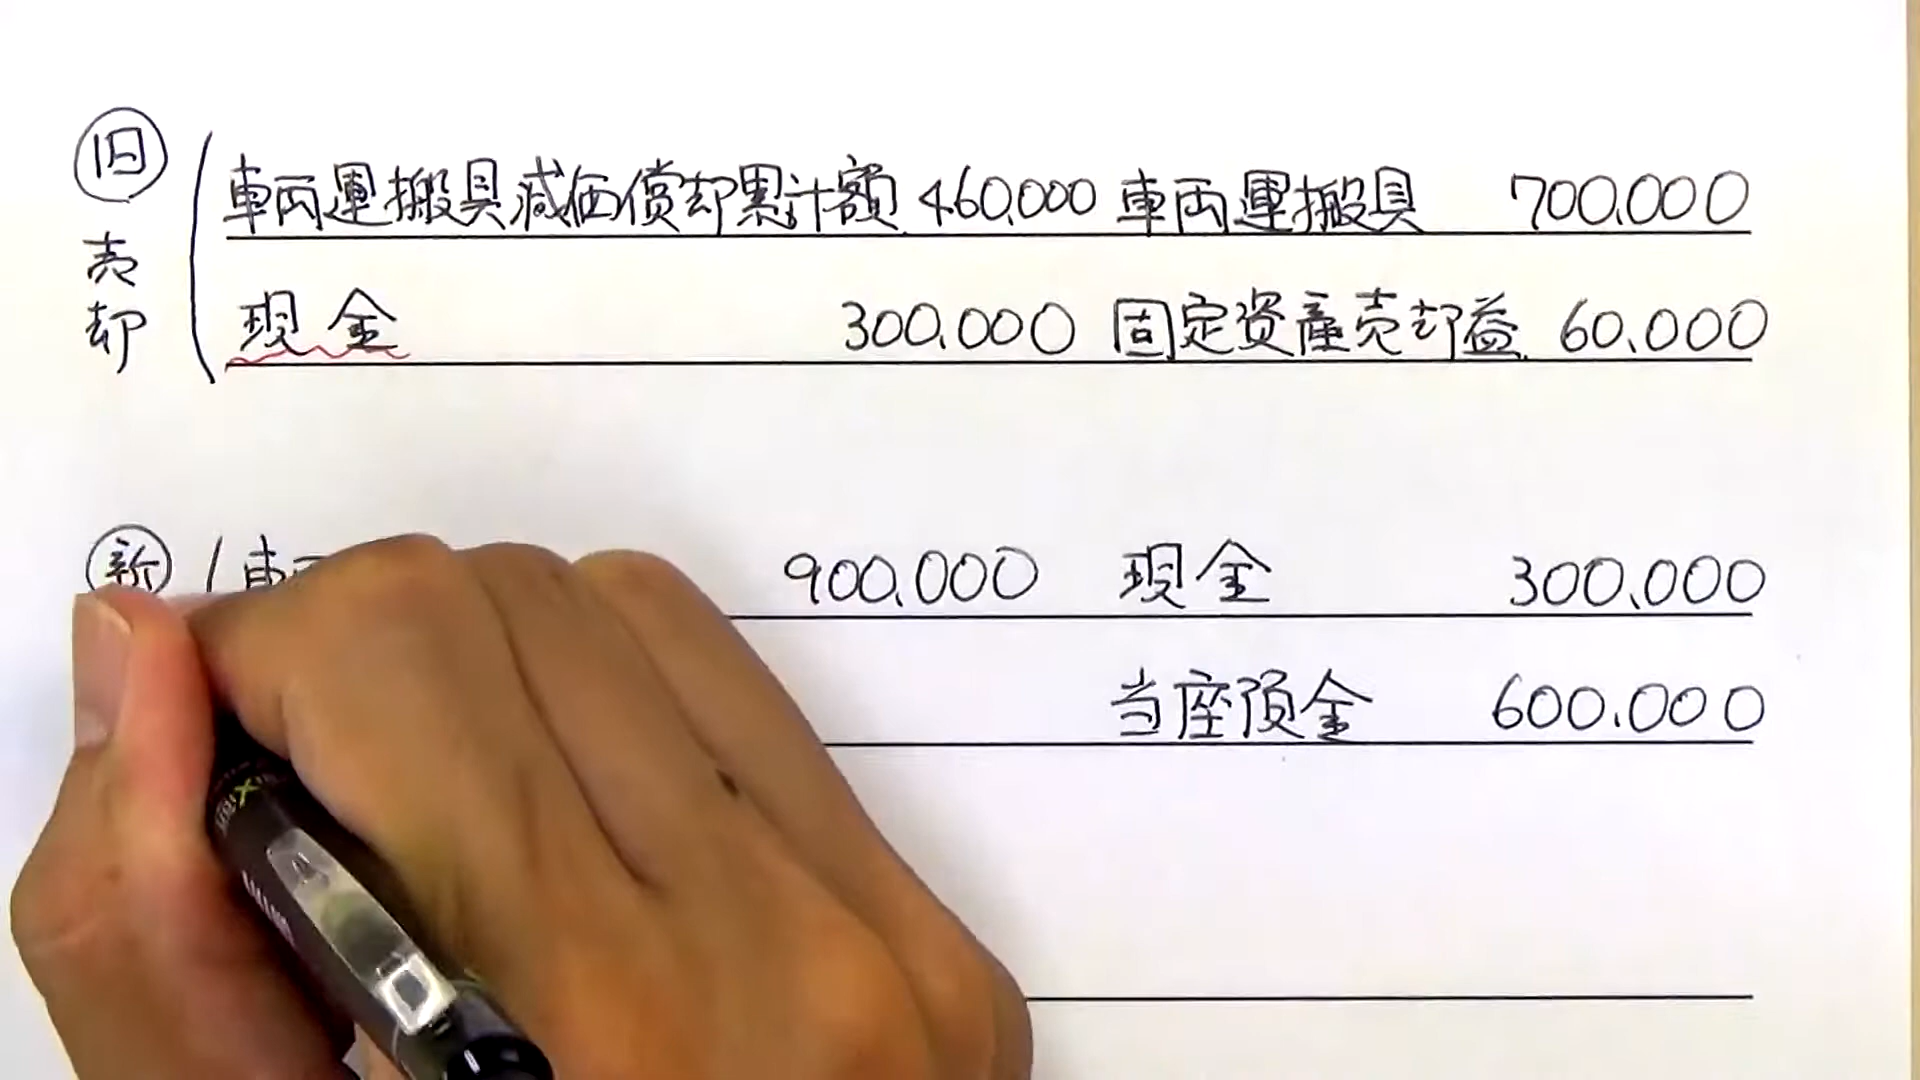 旧 車両運搬具減価償却累計額 460,000 車両運搬具 700,000
売却 現金 300,000 固定資産売却益 60,000
新 車両 900,000 現金 300,000
当座預金 600,000